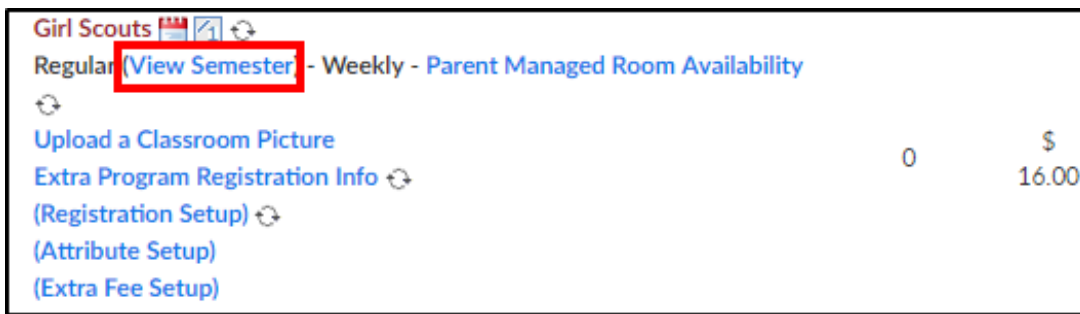 Girl Scouts
Regular (View Semester) - Weekly - Parent Managed Room Availability
Upload a Classroom Picture
Extra Program Registration Info
(Registration Setup)
(Attribute Setup)
(Extra Fee Setup)
0
$
16.00